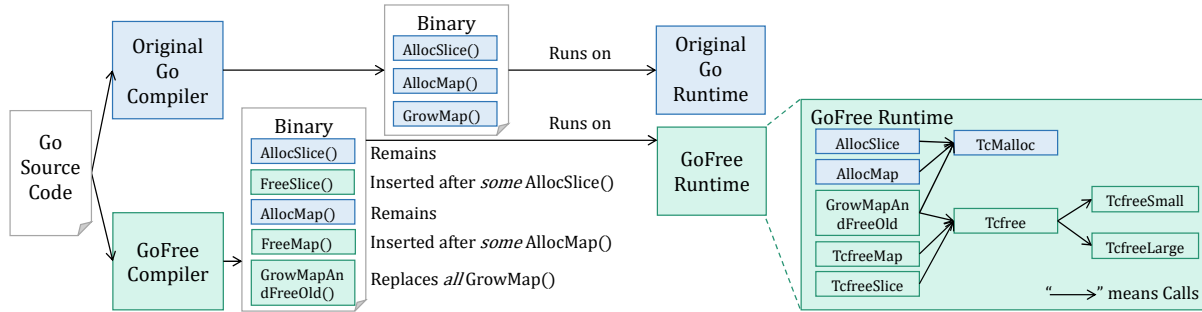 Go
Source
Code
Original
Go
Compiler
Binary
AllocSlice()
AllocMap()
GrowMap()
Runs on
Original
Go
Runtime
GoFree
Compiler
Binary
AllocSlice()
Remains
FreeSlice()
Inserted after some AllocSlice()
AllocMap()
Remains
FreeMap()
Inserted after some AllocMap()
GrowMapAn
dFreeOld()
Replaces all GrowMap()
Runs on
GoFree
Runtime
GoFree Runtime
AllocSlice
AllocMap
GrowMapAn
dFreeOld
TcfreeMap
TcfreeSlice
TcMalloc
Tcfree
TcfreeSmall
TcfreeLarge
“⟶” means Calls